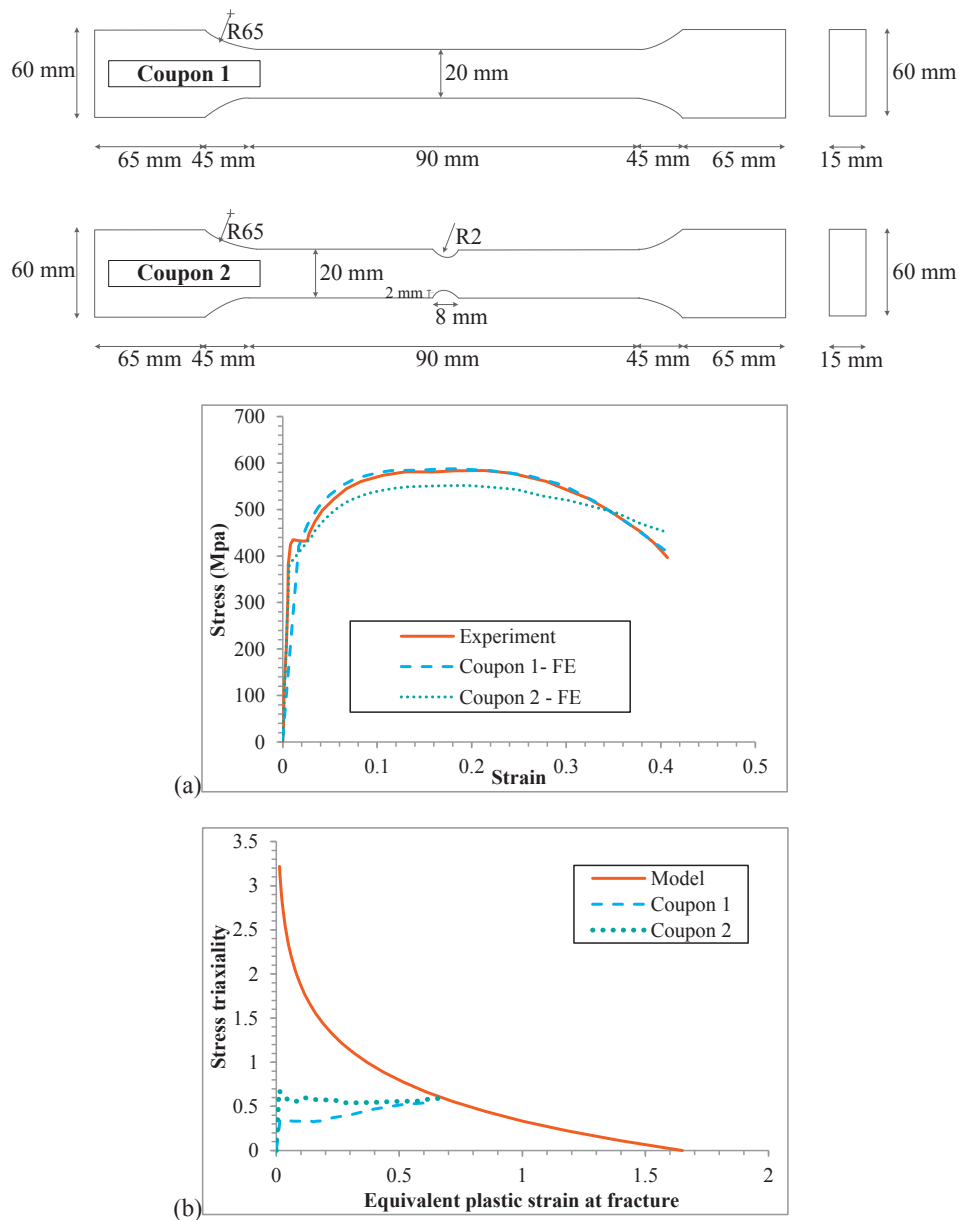 R65
60 mm
Coupon 1
20 mm
60 mm
65 mm 45 mm 90 mm 45 mm 65 mm 15 mm
R65
R2
60 mm
Coupon 2
20 mm
2 mm
8 mm
60 mm
65 mm 45 mm 90 mm 45 mm 65 mm 15 mm
700
600
500
400
300
200
100
0
Stress (Mpa)
Experiment
Coupon 1- FE
Coupon 2 - FE
0 0.1 0.2 0.3 0.4 0.5
Strain
(a)
3.5
3
2.5
2
1.5
1
0.5
0
Stress triaxiality
Model
Coupon 1
Coupon 2
0 0.5 1 1.5 2
Equivalent plastic strain at fracture
(b)